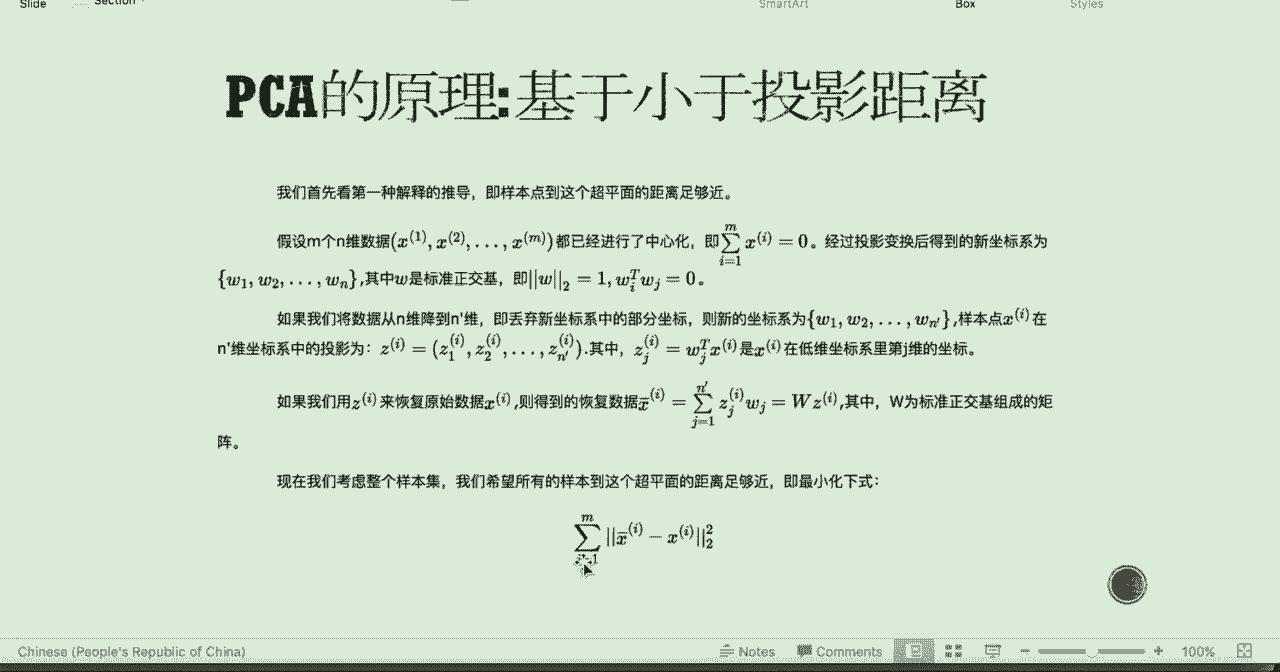 Slide
Section
SmartArt
Box
Styles
PCA的原理:基于小于投影距离
我们首先看第一种解释的推导，即样本点到这个超平面的距离足够近。
假设m个n维数据(x^{(1)}, x^{(2)}, ..., x^{(m)})都已经进行了中心化，即\sum_{i=1}^{m} x^{(i)} = 0。经过投影变换后得到的新坐标系为
{w_1, w_2, ..., w_n},其中w是标准正交基，即||w||_2 = 1, w_i^T w_j = 0。
如果我们将数据从n维降到n'维，即丢弃新坐标系中的部分坐标，则新的坐标系为{w_1, w_2, ..., w_{n'}},样本点x^{(i)}在
n'维坐标系中的投影为：z^{(i)} = (z_1^{(i)}, z_2^{(i)}, ..., z_{n'}^{(i)}).其中，z_j^{(i)} = w_j^T x^{(i)}是x^{(i)}在低维坐标系里第j维的坐标。
如果我们用z^{(i)}来恢复原始数据x^{(i)},则得到的恢复数据\overline{x}^{(i)} = \sum_{j=1}^{n'} z_j^{(i)} w_j = Wz^{(i)},其中，W为标准正交基组成的矩
阵。
现在我们考虑整个样本集，我们希望所有的样本到这个超平面的距离足够近，即最小化下式：
\sum_{i=1}^{m} ||\overline{x}^{(i)} - x^{(i)}||_2^2
Chinese (People's Republic of China)
Notes
Comments
100%